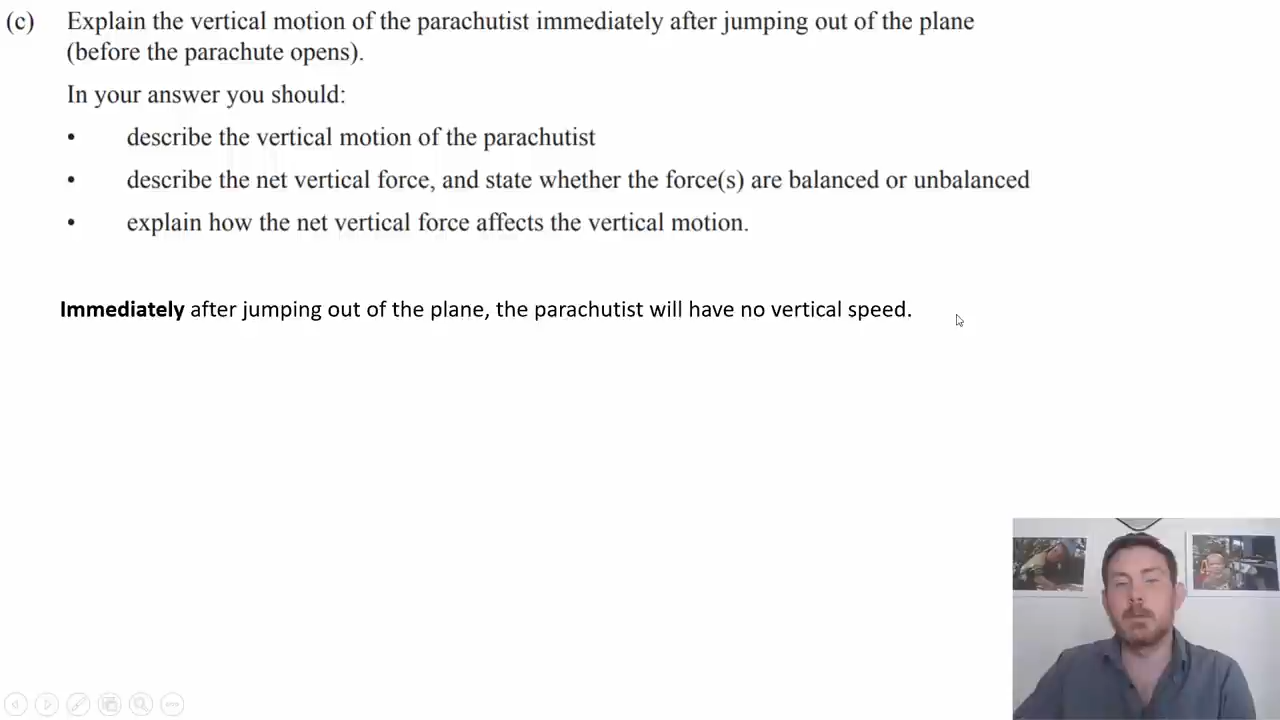 (c) Explain the vertical motion of the parachutist immediately after jumping out of the plane
(before the parachute opens).
In your answer you should:
• describe the vertical motion of the parachutist
• describe the net vertical force, and state whether the force(s) are balanced or unbalanced
• explain how the net vertical force affects the vertical motion.
Immediately after jumping out of the plane, the parachutist will have no vertical speed.